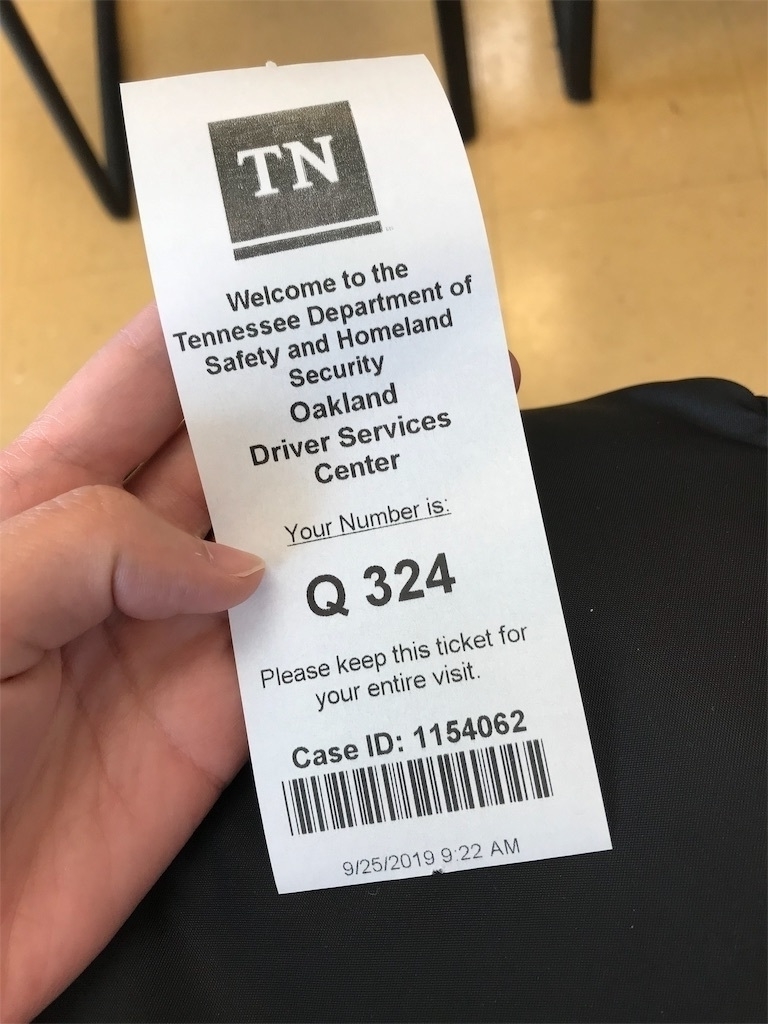 TN
Welcome to the
Tennessee Department of
Safety and Homeland
Security
Oakland
Driver Services
Center
Your Number is:
Q 324
Please keep this ticket for
your entire visit.
Case ID: 1154062
9/25/2019 9:22 AM